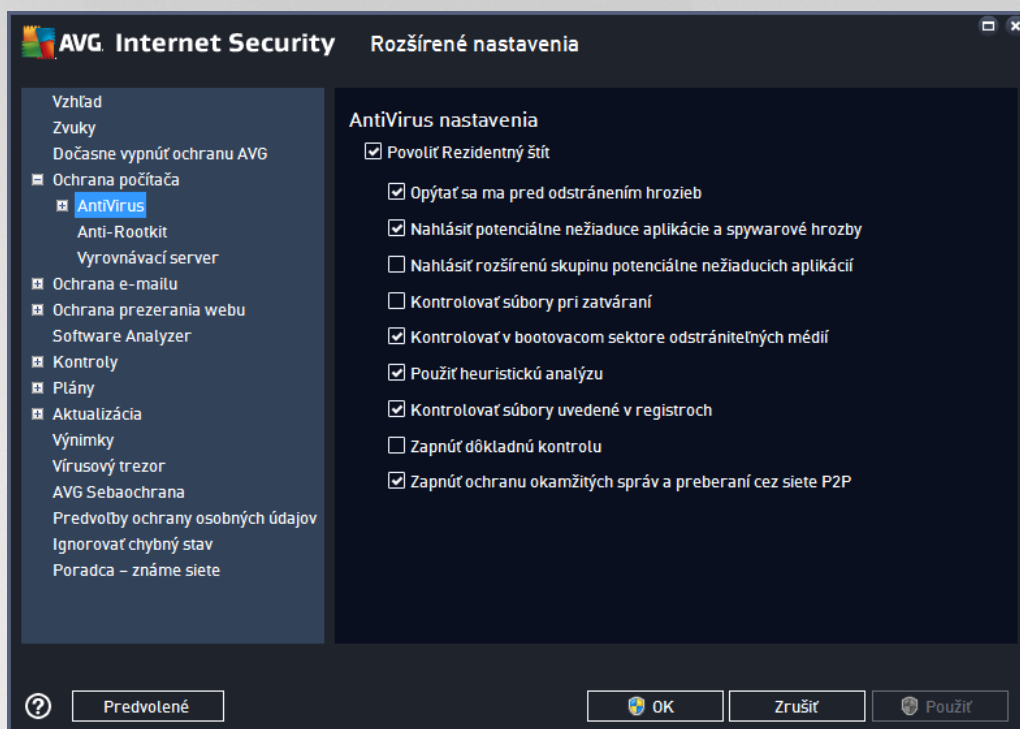 AVG. Internet Security Rozšírené nastavenia
Vzhľad
Zvuky
Dočasne vypnúť ochranu AVG
Ochrana počítača
AntiVirus
Anti-Rootkit
Vyrovnávací server
Ochrana e-mailu
Ochrana prezerania webu
Software Analyzer
Kontroly
Plány
Aktualizácia
Výnimky
Vírusový trezor
AVG Sebaochrana
Predvoľby ochrany osobných údajov
Ignorovať chybný stav
Poradca – známe siete
AntiVirus nastavenia
Povoliť Rezidentný štít
Opýtať sa ma pred odstránením hrozieb
Nahlásiť potenciálne nežiaduce aplikácie a spywarové hrozby
Nahlásiť rozšírenú skupinu potenciálne nežiaducich aplikácií
Kontrolovať súbory pri zatváraní
Kontrolovať v bootovacom sektore odstrániteľných médií
Použiť heuristickú analýzu
Kontrolovať súbory uvedené v registroch
Zapnúť dôkladnú kontrolu
Zapnúť ochranu okamžitých správ a preberaní cez siete P2P
? Predvolené OK Zrušiť Použiť